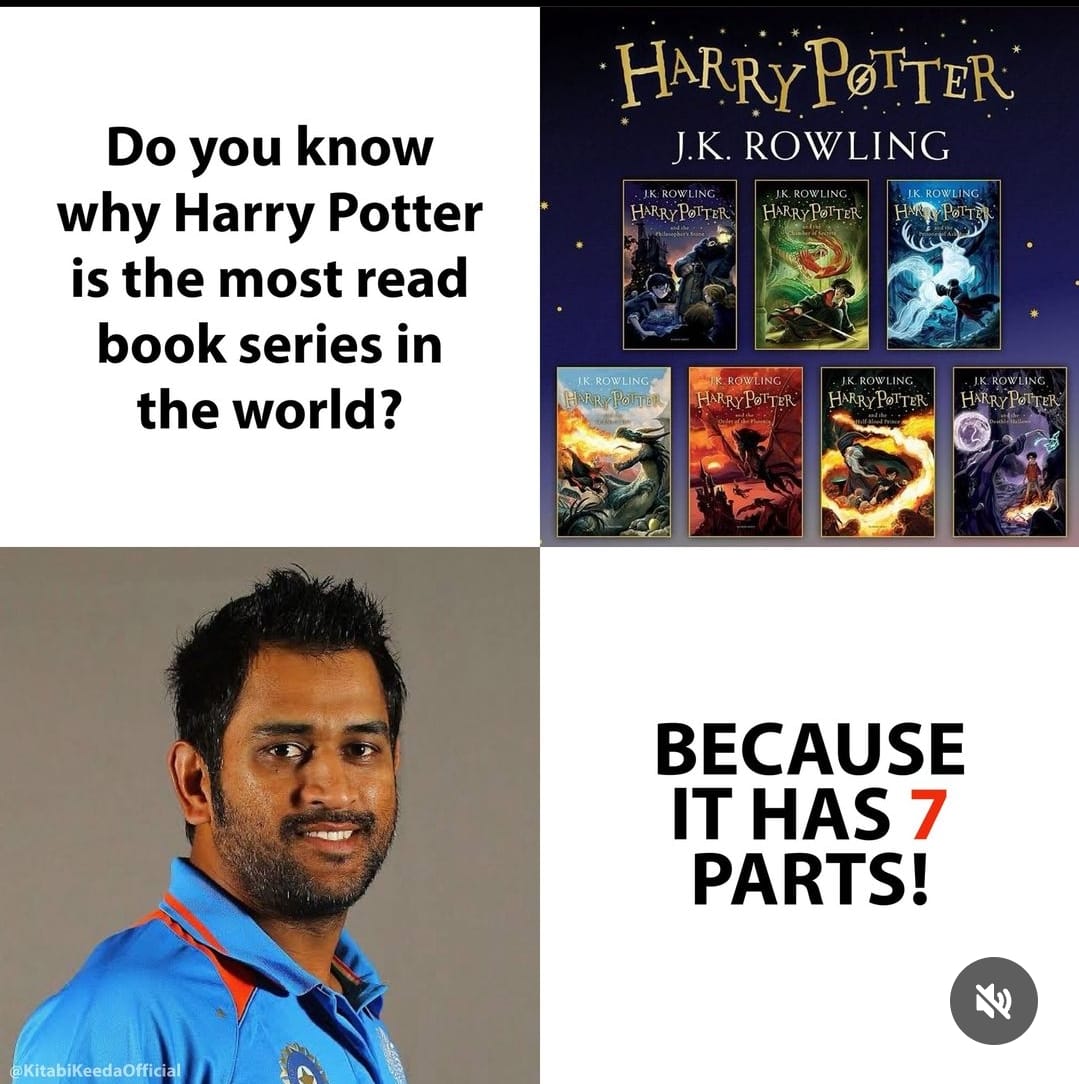 Do you know
why Harry Potter
is the most read
book series in
the world?
HARRY POTTER
J.K. ROWLING
J.K. ROWLING
HARRY POTTER
and the
Philosopher's Stone
J.K. ROWLING
HARRY POTTER
and the
Chamber of Secrets
J.K. ROWLING
HARRY POTTER
and the
Prisoner of
J.K. ROWLING
HARRY POTTER
J.K. ROWLING
HARRY POTTER
and the
Order of the Phoenix
J.K. ROWLING
HARRY POTTER
and the
Half-Blood Prince
J.K. ROWLING
HARRY POTTER
and the
Deathly Hallows
BECAUSE
IT HAS 7
PARTS!
@KitabiKeedaOfficial